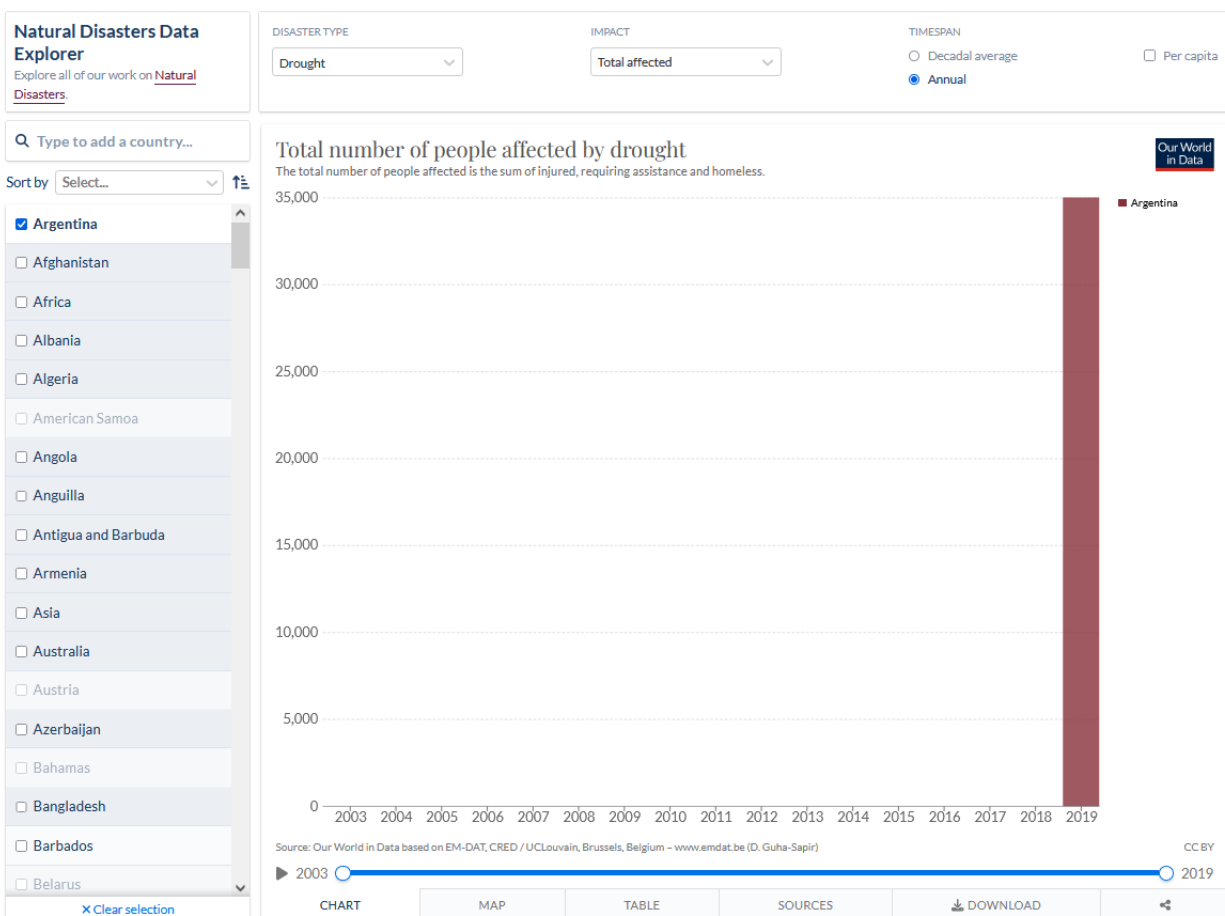 Natural Disasters Data
Explorer
Explore all of our work on Natural
Disasters.
DISASTER TYPE
Drought
IMPACT
Total affected
TIMESPAN
Decadal average
Annual
Per capita
Type to add a country...
Sort by Select...
Argentina
Afghanistan
Africa
Albania
Algeria
American Samoa
Angola
Anguilla
Antigua and Barbuda
Armenia
Asia
Australia
Austria
Azerbaijan
Bahamas
Bangladesh
Barbados
Belarus
× Clear selection
Total number of people affected by drought
The total number of people affected is the sum of injured, requiring assistance and homeless.
Our World
in Data
35,000
30,000
25,000
20,000
15,000
10,000
5,000
0
Argentina
2003 2004 2005 2006 2007 2008 2009 2010 2011 2012 2013 2014 2015 2016 2017 2018 2019
Source: Our World in Data based on EM-DAT, CRED / UCLouvain, Brussels, Belgium – www.emdat.be (D. Guha-Sapir)
CC BY
2003 2019
CHART MAP TABLE SOURCES DOWNLOAD